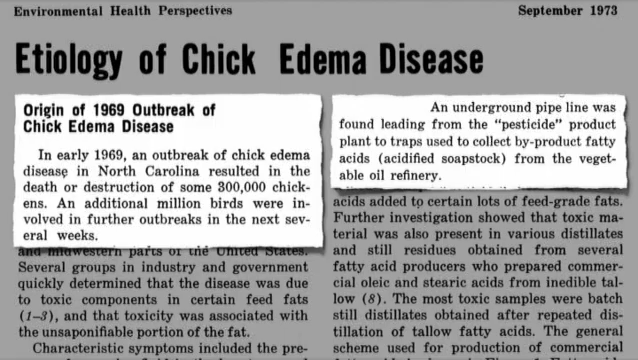 Environmental Health Perspectives
September 1973
Etiology of Chick Edema Disease
Origin of 1969 Outbreak of
Chick Edema Disease
In early 1969, an outbreak of chick edema
disease in North Carolina resulted in the
death or destruction of some 300,000 chick-
ens. An additional million birds were in-
volved in further outbreaks in the next sev-
eral weeks.
and midwestern parts of the United States.
Several groups in industry and government
quickly determined that the disease was due
to toxic components in certain feed fats
(1–3), and that toxicity was associated with
the unsaponifiable portion of the fat.
Characteristic symptoms included the pre-
An underground pipe line was
found leading from the “pesticide” product
plant to traps used to collect by-product fatty
acids (acidified soapstock) from the veget-
able oil refinery.
acids added to certain lots of feed-grade fats.
Further investigation showed that toxic ma-
terial was also present in various distillates
and still residues obtained from several
fatty acid producers who prepared commer-
cial oleic and stearic acids from inedible tal-
low (8). The most toxic samples were batch
still distillates obtained after repeated dis-
tillation of tallow fatty acids. The general
scheme used for production of commercial